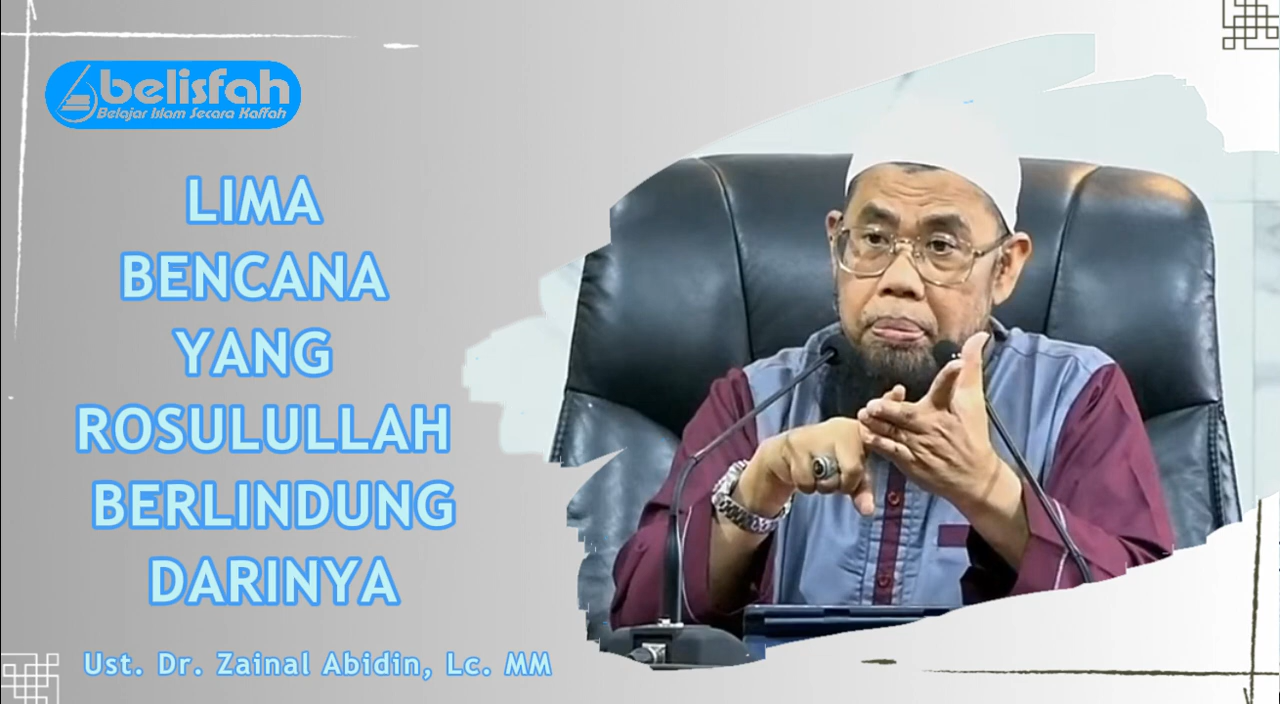 belisfah
Belajar Islam Secara Kaffah
LIMA
BENCANA
YANG
ROSULULLAH
BERLINDUNG
DARINYA
Ust. Dr. Zainal Abidin, Lc. MM